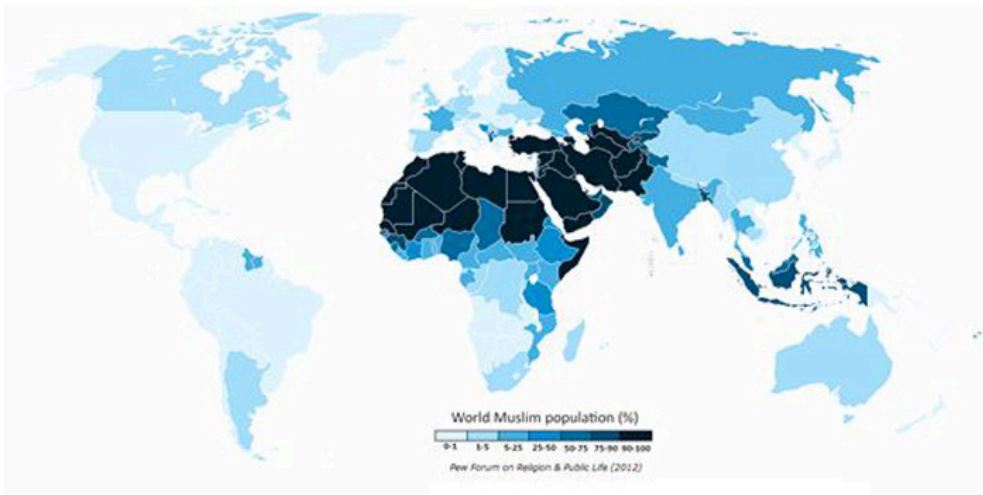 World Muslim population (%)
0-1 1-5 5-25 25-50 50-75 75-90 90-100
Pew Forum on Religion & Public Life (2012)